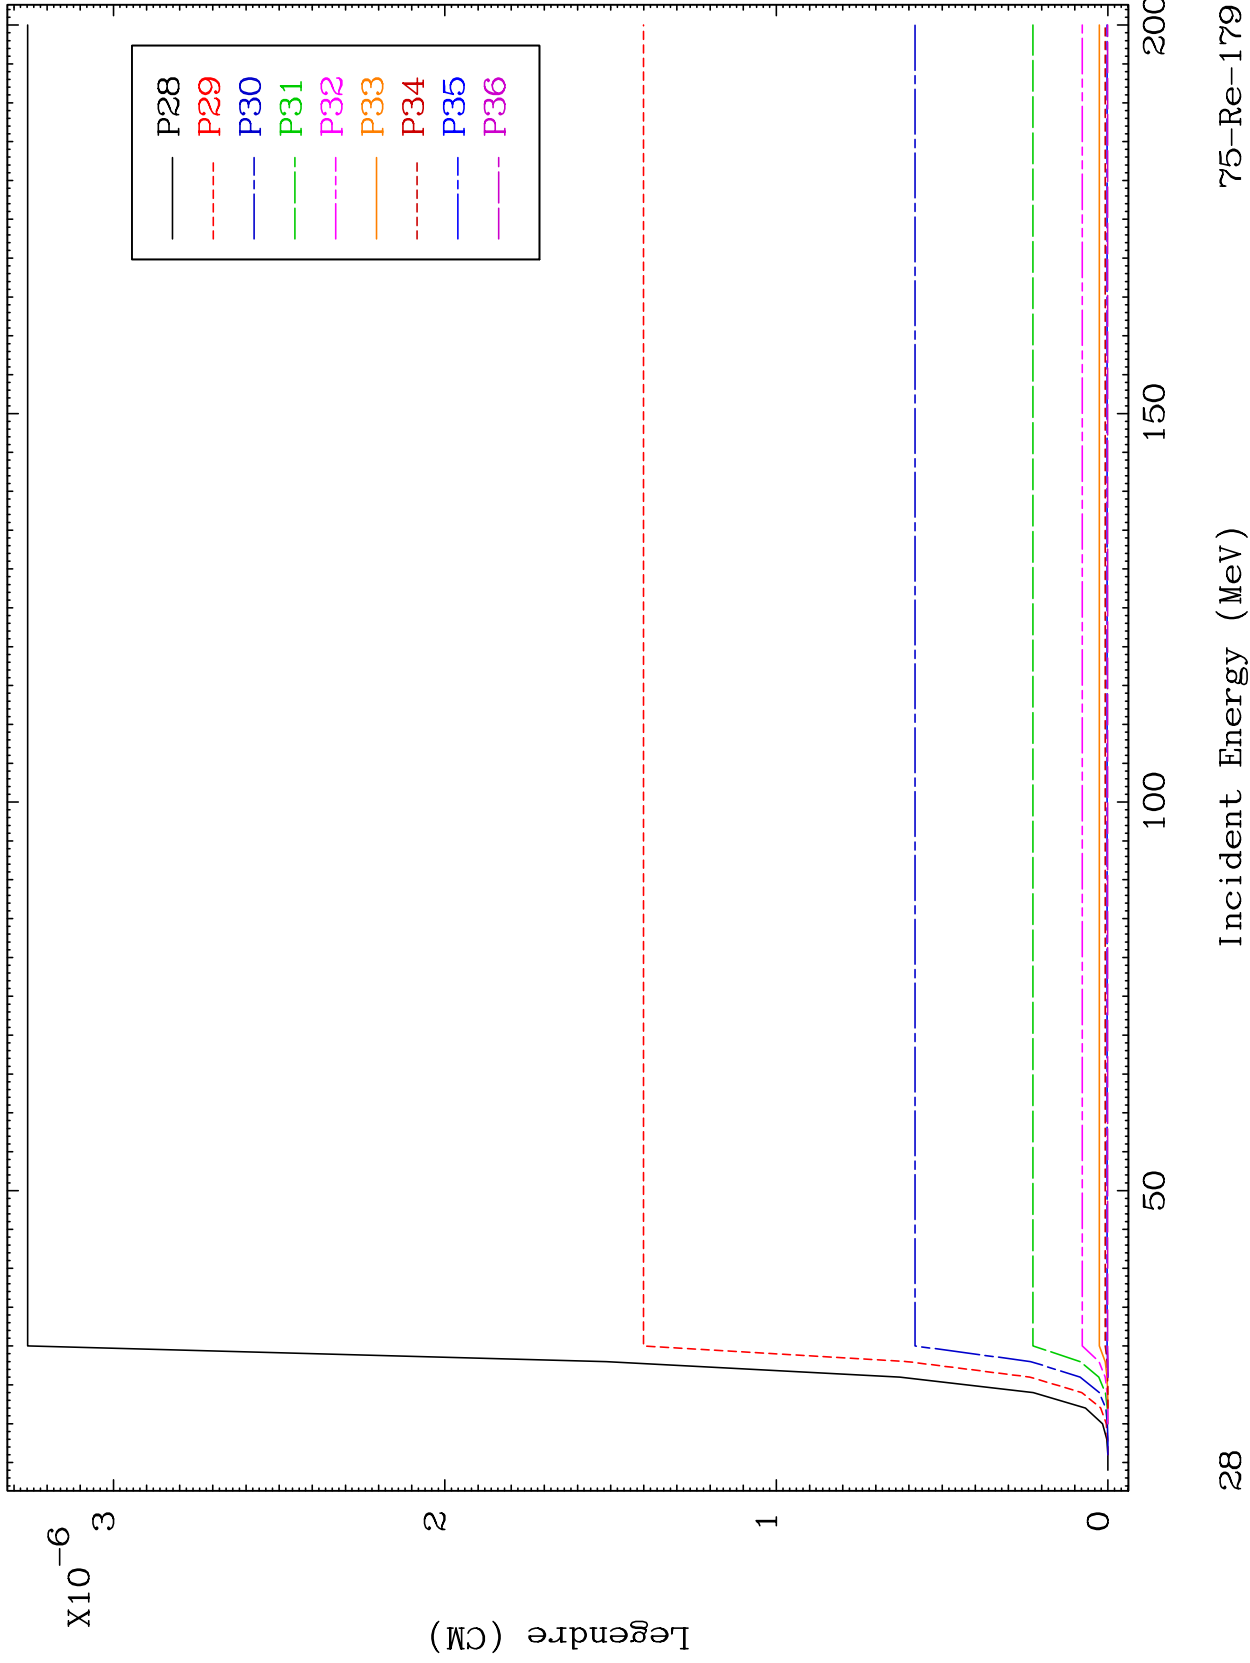 X10
-6
3
2
1
0
Legendre (CM)
P28
P29
P30
P31
P32
P33
P34
P35
P36
50
100
150
200
Incident Energy (MeV)
28
75-Re-179